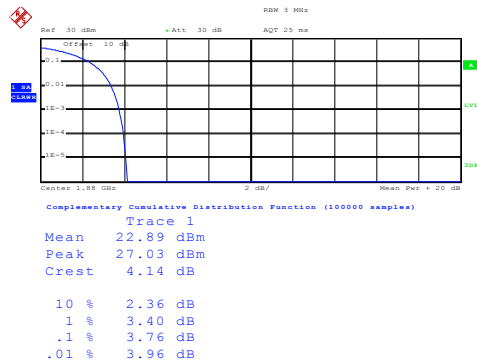 RBW 3 MHz
Ref 30 dBm Att 30 dB AQT 25 ms
Offset 10 dB
0.1
0.01
1E-3
1E-4
1E-5
A
1 SA
CLRWR
LVL
3DB
Center 1.88 GHz 2 dB/ Mean Pwr + 20 dB
Complementary Cumulative Distribution Function (100000 samples)
Trace 1
Mean 22.89 dBm
Peak 27.03 dBm
Crest 4.14 dB
10 % 2.36 dB
1 % 3.40 dB
.1 % 3.76 dB
.01 % 3.96 dB